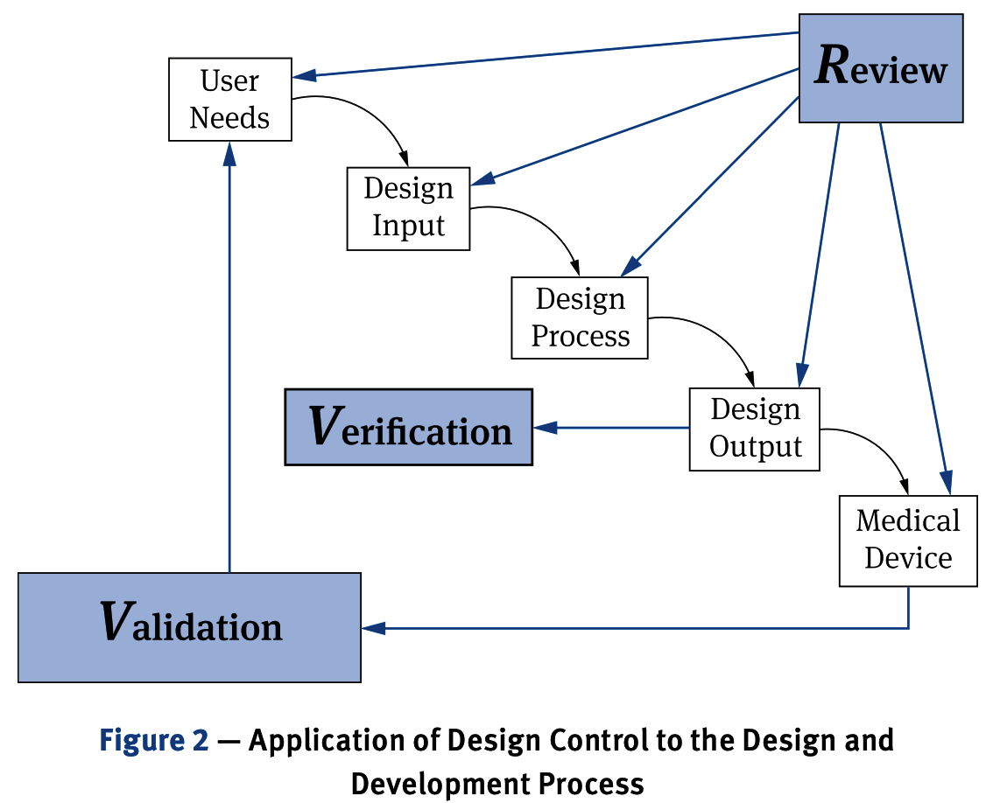 User
Needs
Review
Design
Input
Design
Process
Design
Output
Verification
Medical
Device
Validation
Figure 2 — Application of Design Control to the Design and
Development Process